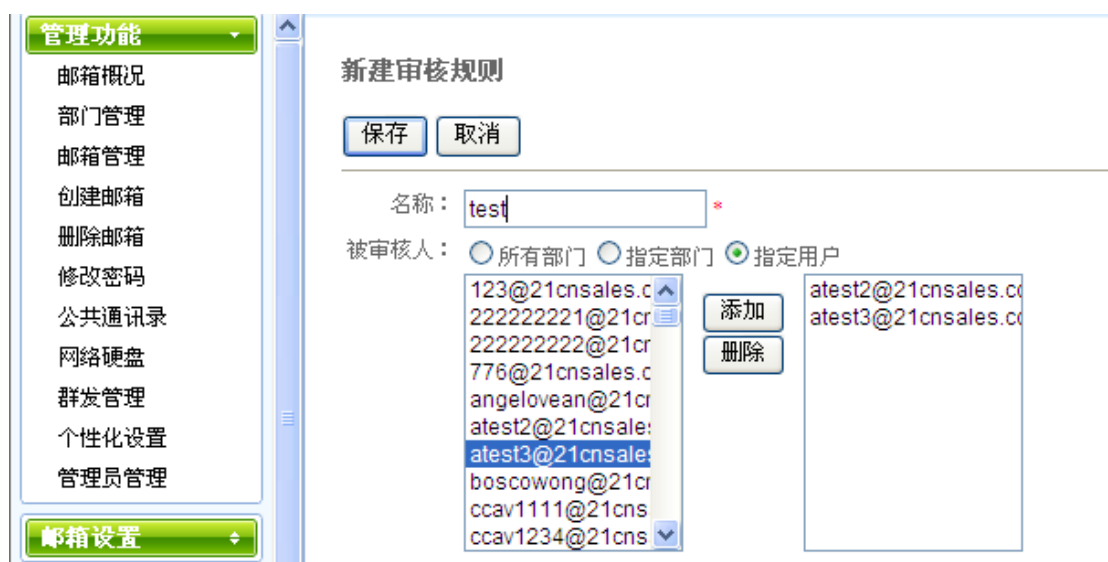 管理功能
邮箱概况
部门管理
邮箱管理
创建邮箱
删除邮箱
修改密码
公共通讯录
网络硬盘
群发管理
个性化设置
管理员管理
邮箱设置
新建审核规则
保存 取消
名称： test *
被审核人： 所有部门 指定部门 指定用户
123@21cnsales.c
222222221@21cr
222222222@21cr
776@21cnsales.c
angelovean@21cr
atest2@21cnsale
atest3@21cnsale
boscowong@21cr
ccav1111@21cns
ccav1234@21cns
添加
删除
atest2@21cnsales.co
atest3@21cnsales.co